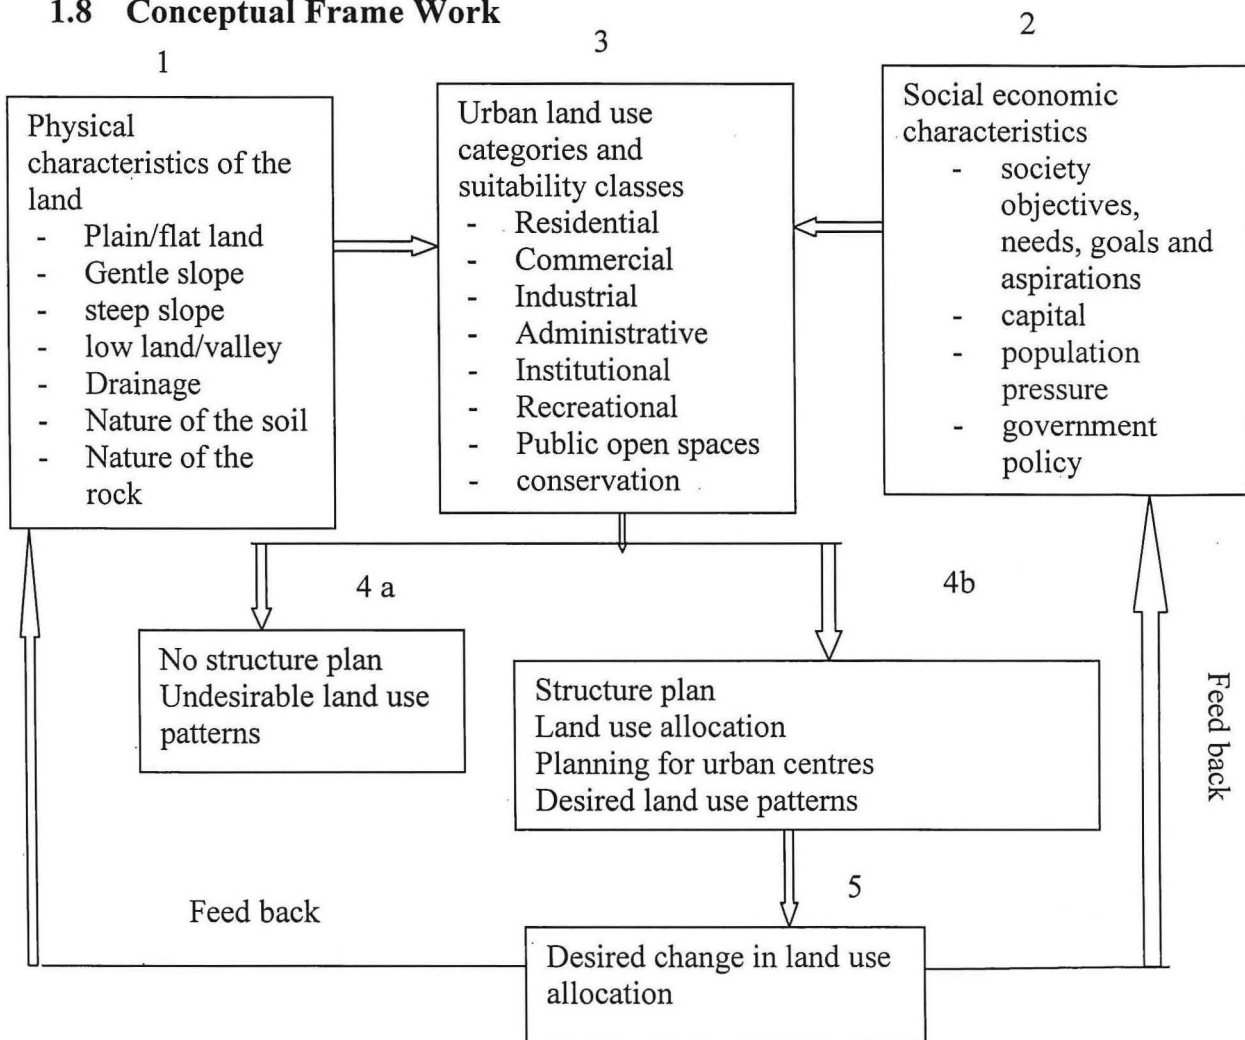 1.8 Conceptual Frame Work
1
Physical
characteristics of the
land
- Plain/flat land
- Gentle slope
- steep slope
- low land/valley
- Drainage
- Nature of the soil
- Nature of the
rock
3
Urban land use
categories and
suitability classes
- Residential
- Commercial
- Industrial
- Administrative
- Institutional
- Recreational
- Public open spaces
- conservation
2
Social economic
characteristics
- society
objectives,
needs, goals and
aspirations
- capital
- population
pressure
- government
policy
4 a
No structure plan
Undesirable land use
patterns
4b
Structure plan
Land use allocation
Planning for urban centres
Desired land use patterns
5
Desired change in land use
allocation
Feed back
Feed back